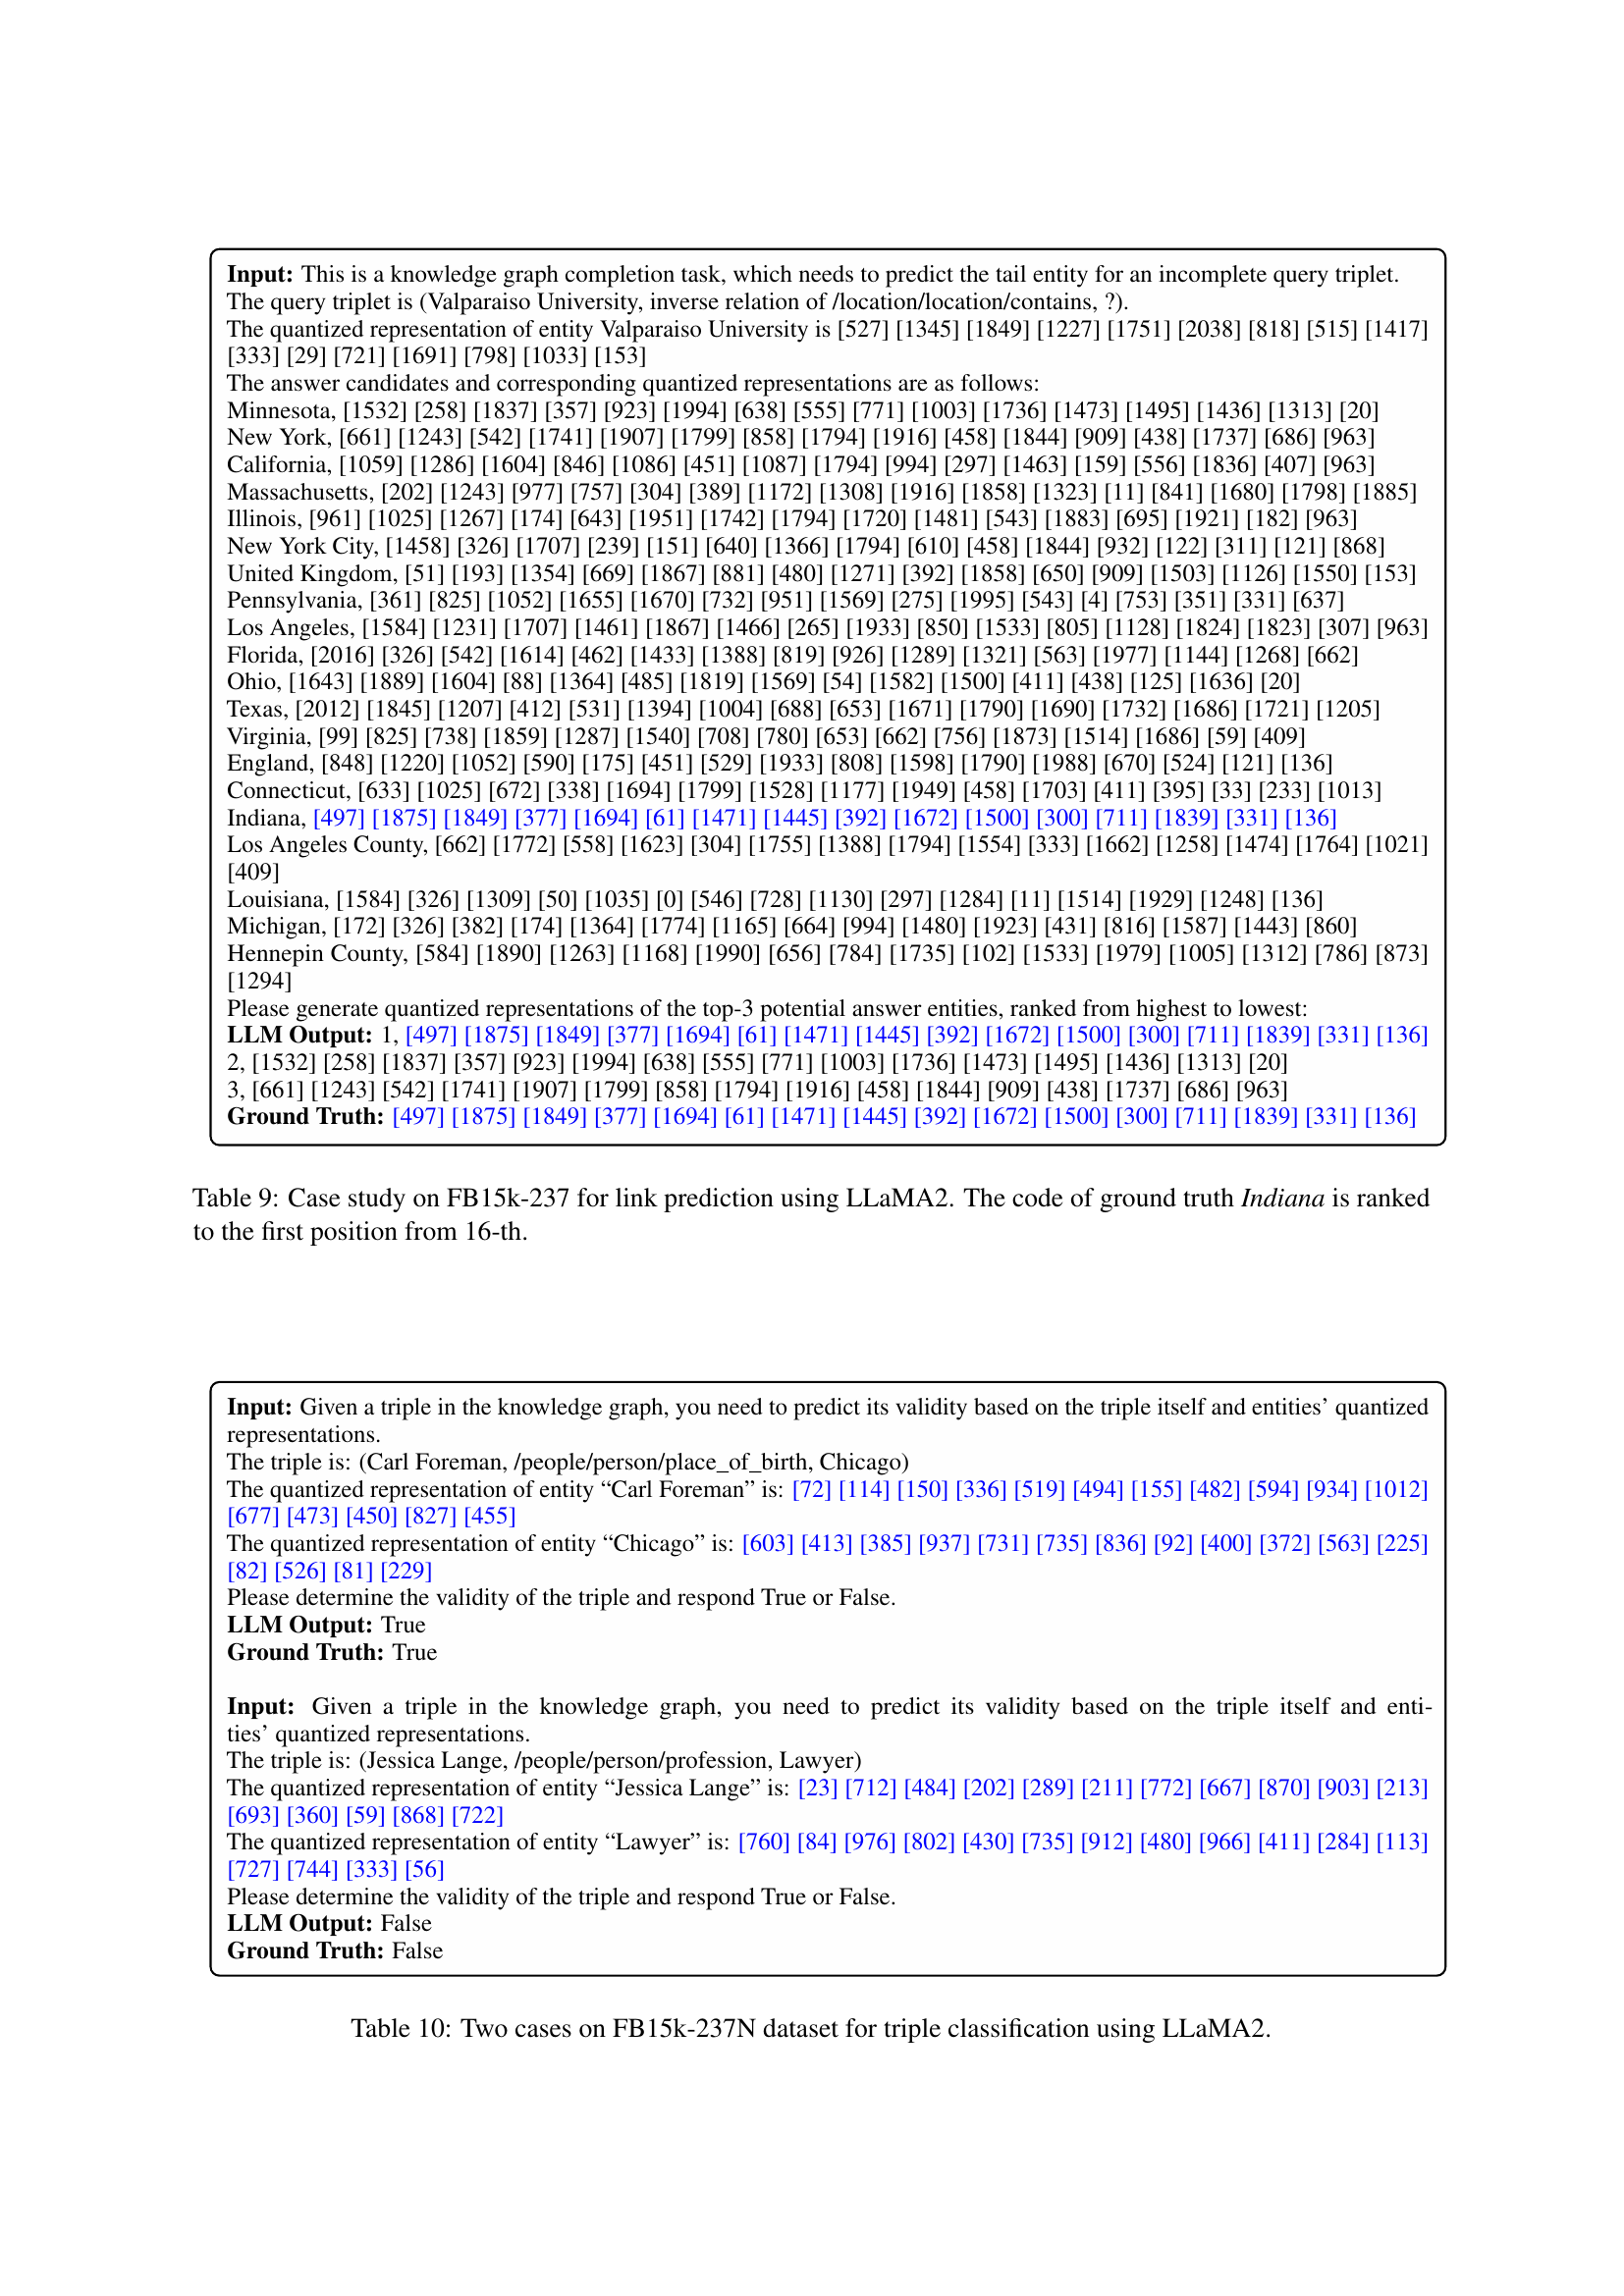 Input: This is a knowledge graph completion task, which needs to predict the tail entity for an incomplete query triplet.
The query triplet is (Valparaiso University, inverse relation of /location/location/contains, ?).
The quantized representation of entity Valparaiso University is [527] [1345] [1849] [1227] [1751] [2038] [818] [515] [1417]
[333] [29] [721] [1691] [798] [1033] [153]
The answer candidates and corresponding quantized representations are as follows:
Minnesota, [1532] [258] [1837] [357] [923] [1994] [638] [555] [771] [1003] [1736] [1473] [1495] [1436] [1313] [20]
New York, [661] [1243] [542] [1741] [1907] [1799] [858] [1794] [1916] [458] [1844] [909] [438] [1737] [686] [963]
California, [1059] [1286] [1604] [846] [1086] [451] [1087] [1794] [994] [297] [1463] [159] [556] [1836] [407] [963]
Massachusetts, [202] [1243] [977] [757] [304] [389] [1172] [1308] [1916] [1858] [1323] [11] [841] [1680] [1798] [1885]
Illinois, [961] [1025] [1267] [174] [643] [1951] [1742] [1794] [1720] [1481] [543] [1883] [695] [1921] [182] [963]
New York City, [1458] [326] [1707] [239] [151] [640] [1366] [1794] [610] [458] [1844] [932] [122] [311] [121] [868]
United Kingdom, [51] [193] [1354] [669] [1867] [881] [480] [1271] [392] [1858] [650] [909] [1503] [1126] [1550] [153]
Pennsylvania, [361] [825] [1052] [1655] [1670] [732] [951] [1569] [275] [1995] [543] [4] [753] [351] [331] [637]
Los Angeles, [1584] [1231] [1707] [1461] [1867] [1466] [265] [1933] [850] [1533] [805] [1128] [1824] [1823] [307] [963]
Florida, [2016] [326] [542] [1614] [462] [1433] [1388] [819] [926] [1289] [1321] [563] [1977] [1144] [1268] [662]
Ohio, [1643] [1889] [1604] [88] [1364] [485] [1819] [1569] [54] [1582] [1500] [411] [438] [125] [1636] [20]
Texas, [2012] [1845] [1207] [412] [531] [1394] [1004] [688] [653] [1671] [1790] [1690] [1732] [1686] [1721] [1205]
Virginia, [99] [825] [738] [1859] [1287] [1540] [708] [780] [653] [662] [756] [1873] [1514] [1686] [59] [409]
England, [848] [1220] [1052] [590] [175] [451] [529] [1933] [808] [1598] [1790] [1988] [670] [524] [121] [136]
Connecticut, [633] [1025] [672] [338] [1694] [1799] [1528] [1177] [1949] [458] [1703] [411] [395] [33] [233] [1013]
Indiana, [497] [1875] [1849] [377] [1694] [61] [1471] [1445] [392] [1672] [1500] [300] [711] [1839] [331] [136]
Los Angeles County, [662] [1772] [558] [1623] [304] [1755] [1388] [1794] [1554] [333] [1662] [1258] [1474] [1764] [1021]
[409]
Louisiana, [1584] [326] [1309] [50] [1035] [0] [546] [728] [1130] [297] [1284] [11] [1514] [1929] [1248] [136]
Michigan, [172] [326] [382] [174] [1364] [1774] [1165] [664] [994] [1480] [1923] [431] [816] [1587] [1443] [860]
Hennepin County, [584] [1890] [1263] [1168] [1990] [656] [784] [1735] [102] [1533] [1979] [1005] [1312] [786] [873]
[1294]
Please generate quantized representations of the top-3 potential answer entities, ranked from highest to lowest:
LLM Output: 1, [497] [1875] [1849] [377] [1694] [61] [1471] [1445] [392] [1672] [1500] [300] [711] [1839] [331] [136]
2, [1532] [258] [1837] [357] [923] [1994] [638] [555] [771] [1003] [1736] [1473] [1495] [1436] [1313] [20]
3, [661] [1243] [542] [1741] [1907] [1799] [858] [1794] [1916] [458] [1844] [909] [438] [1737] [686] [963]
Ground Truth: [497] [1875] [1849] [377] [1694] [61] [1471] [1445] [392] [1672] [1500] [300] [711] [1839] [331] [136]
Table 9: Case study on FB15k-237 for link prediction using LLaMA2. The code of ground truth Indiana is ranked
to the first position from 16-th.
Input: Given a triple in the knowledge graph, you need to predict its validity based on the triple itself and entities’ quantized
representations.
The triple is: (Carl Foreman, /people/person/place_of_birth, Chicago)
The quantized representation of entity “Carl Foreman” is: [72] [114] [150] [336] [519] [494] [155] [482] [594] [934] [1012]
[677] [473] [450] [827] [455]
The quantized representation of entity “Chicago” is: [603] [413] [385] [937] [731] [735] [836] [92] [400] [372] [563] [225]
[82] [526] [81] [229]
Please determine the validity of the triple and respond True or False.
LLM Output: True
Ground Truth: True
Input: Given a triple in the knowledge graph, you need to predict its validity based on the triple itself and enti-
ties’ quantized representations.
The triple is: (Jessica Lange, /people/person/profession, Lawyer)
The quantized representation of entity “Jessica Lange” is: [23] [712] [484] [202] [289] [211] [772] [667] [870] [903] [213]
[693] [360] [59] [868] [722]
The quantized representation of entity “Lawyer” is: [760] [84] [976] [802] [430] [735] [912] [480] [966] [411] [284] [113]
[727] [744] [333] [56]
Please determine the validity of the triple and respond True or False.
LLM Output: False
Ground Truth: False
Table 10: Two cases on FB15k-237N dataset for triple classification using LLaMA2.